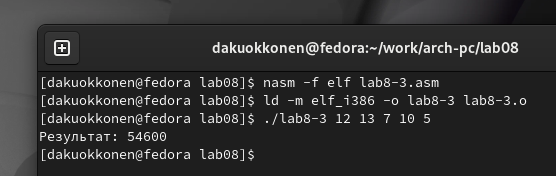 dakuokkonen@fedora:~/work/arch-pc/lab08
[dakuokkonen@fedora lab08]$ nasm -f elf lab8-3.asm
[dakuokkonen@fedora lab08]$ ld -m elf_i386 -o lab8-3 lab8-3.o
[dakuokkonen@fedora lab08]$ ./lab8-3 12 13 7 10 5
Результат: 54600
[dakuokkonen@fedora lab08]$